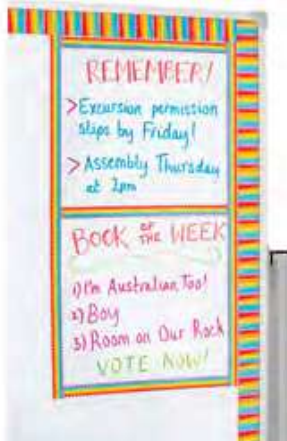 REMEMBER!
> Excursion permission
slips by Friday!
> Assembly Thursday
at 2pm
BOOK OF THE WEEK
1) I'm Australian Too!
2) Boy
3) Room on Our Rock
VOTE NOW!